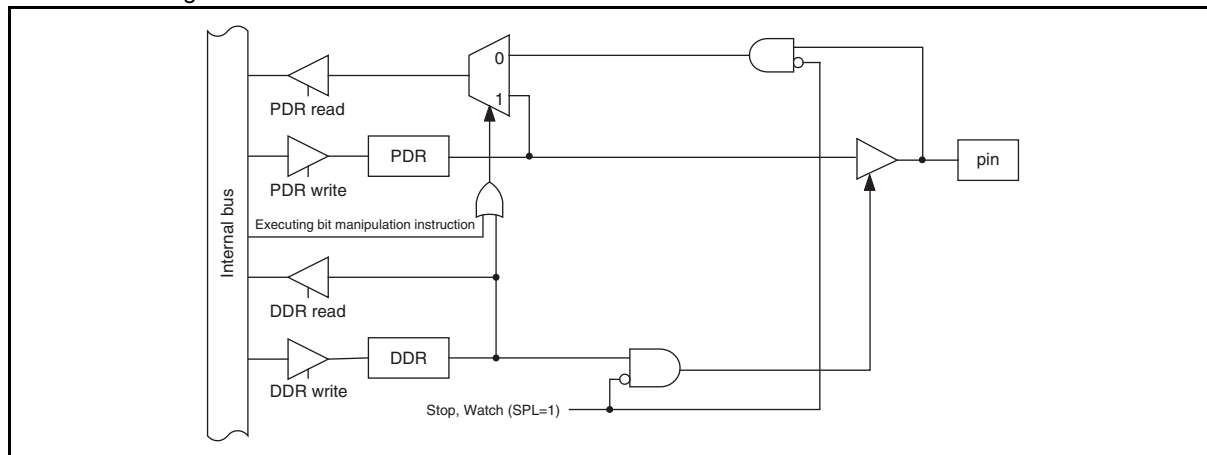 0
1
PDR read
PDR
pin
PDR write
Executing bit manipulation instruction
Internal bus
DDR read
DDR
DDR write
Stop, Watch (SPL=1)